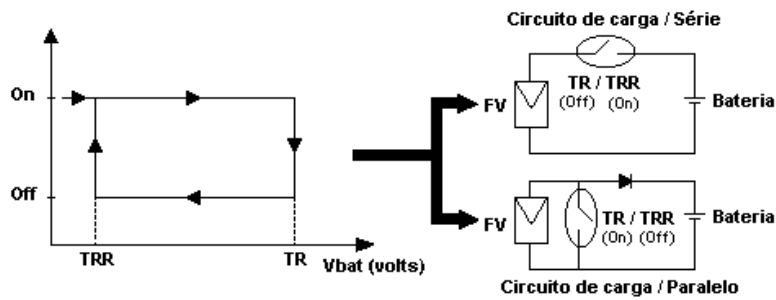 Circuito de carga / Série
On
Off
TRR
TR
Vbat (volts)
FV
TR / TRR
(Off) (On)
Bateria
FV
TR / TRR
(On) (Off)
Bateria
Circuito de carga / Paralelo